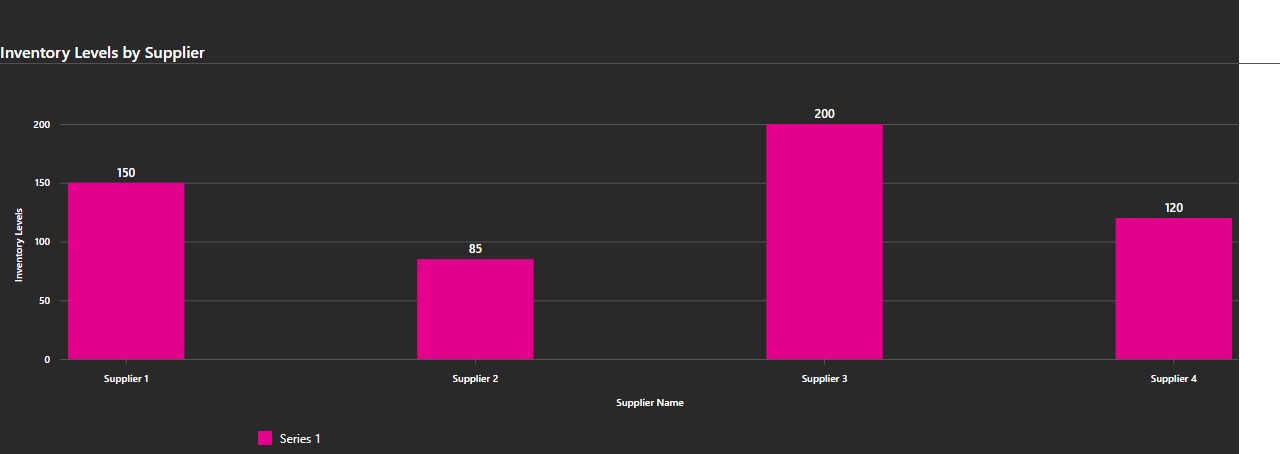 Inventory Levels by Supplier
200
150
100
50
0
Inventory Levels
150
85
200
120
Supplier 1
Supplier 2
Supplier 3
Supplier 4
Supplier Name
Series 1